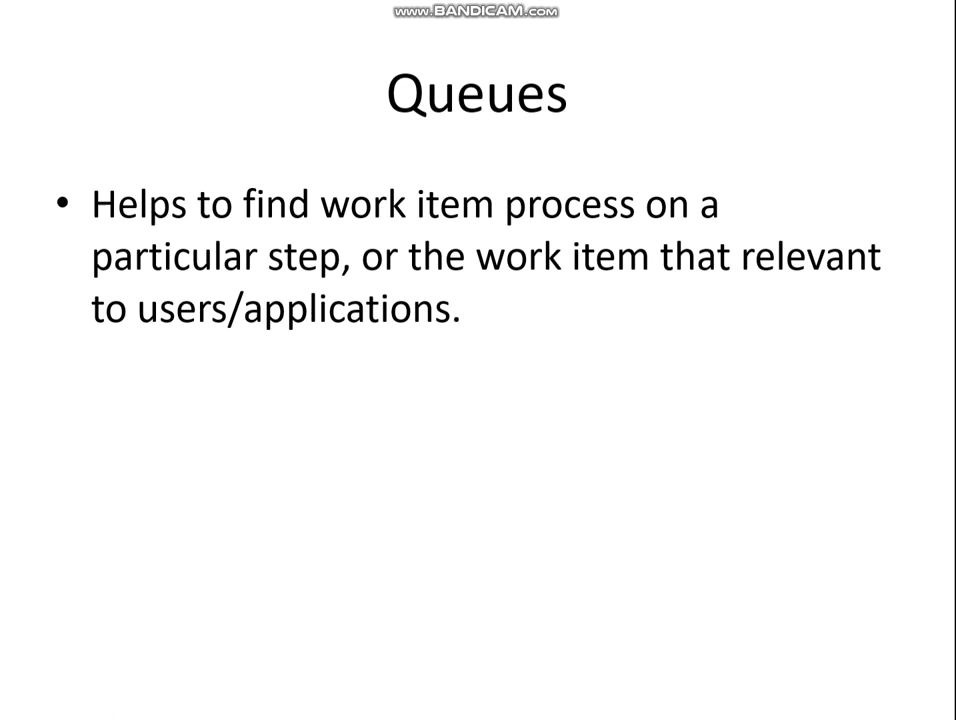 www.BANDICAM.com
Queues
• Helps to find work item process on a
particular step, or the work item that relevant
to users/applications.